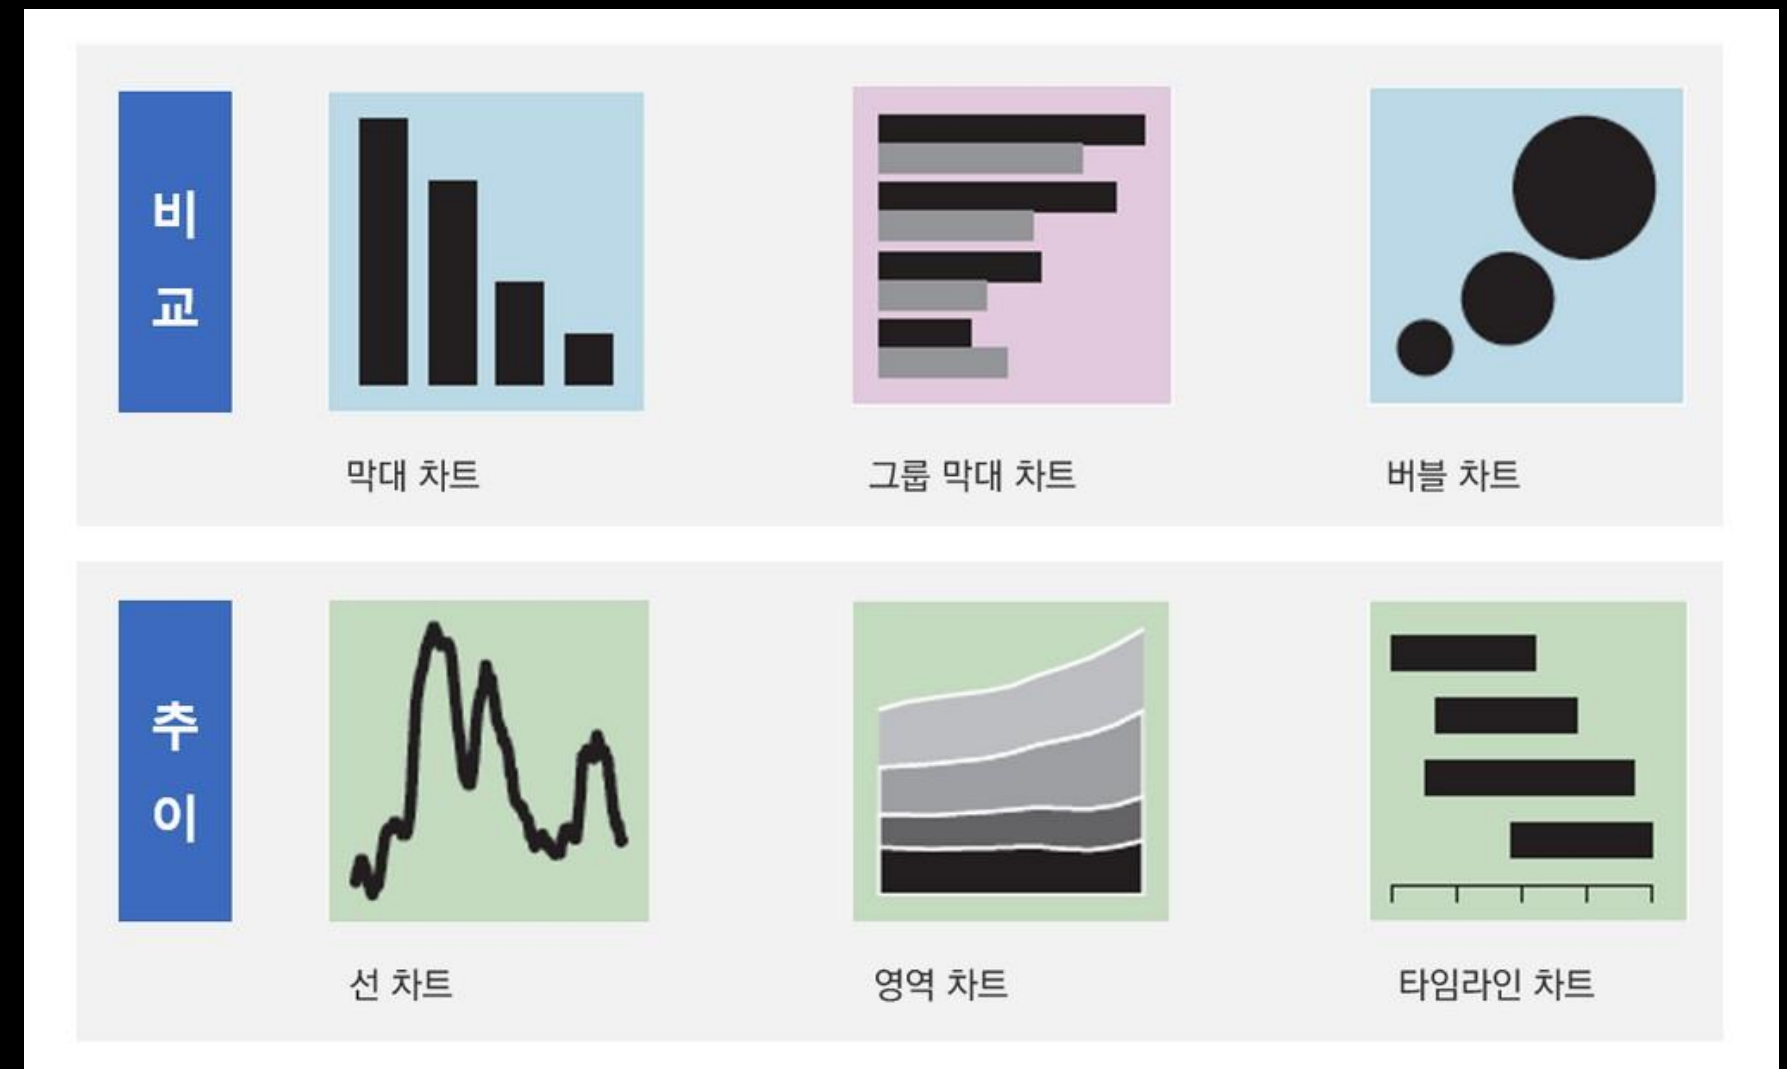 비교
막대 차트
그룹 막대 차트
버블 차트
추이
선 차트
영역 차트
타임라인 차트